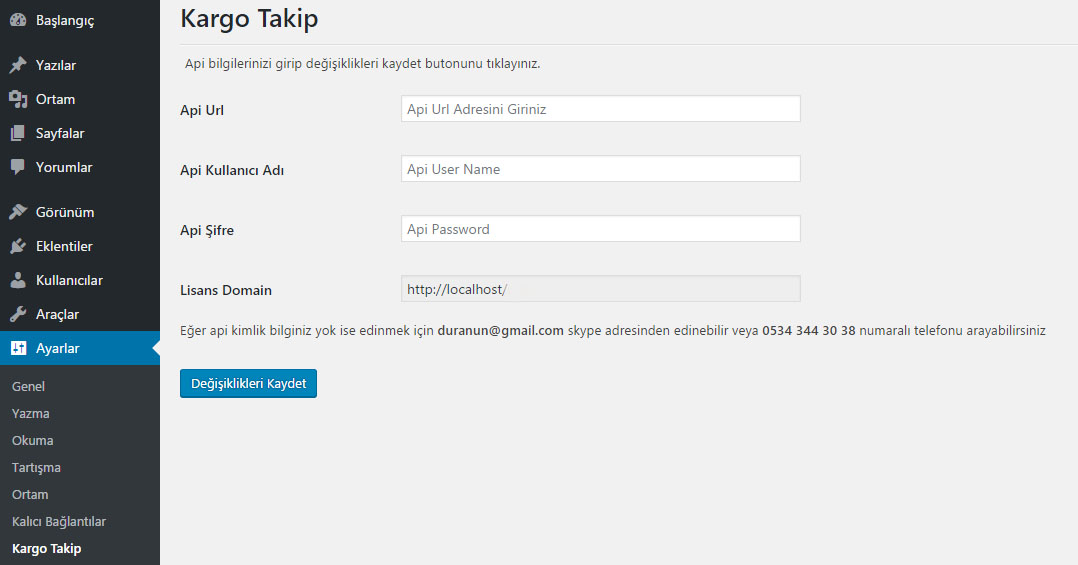 Başlangıç
Yazılar
Ortam
Sayfalar
Yorumlar
Görünüm
Eklentiler
Kullanıcılar
Araçlar
Ayarlar
Genel
Yazma
Okuma
Tartışma
Ortam
Kalıcı Bağlantılar
Kargo Takip
Kargo Takip
Api bilgilerinizi girip değişiklikleri kaydet butonunu tıklayınız.
Api Url
Api Url Adresini Giriniz
Api Kullanıcı Adı
Api User Name
Api Şifre
Api Password
Lisans Domain
http://localhost/
Eğer api kimlik bilginiz yok ise edinmek için duranun@gmail.com skype adresinden edinebilir veya 0534 344 30 38 numaralı telefonu arayabilirsiniz
Değişiklikleri Kaydet